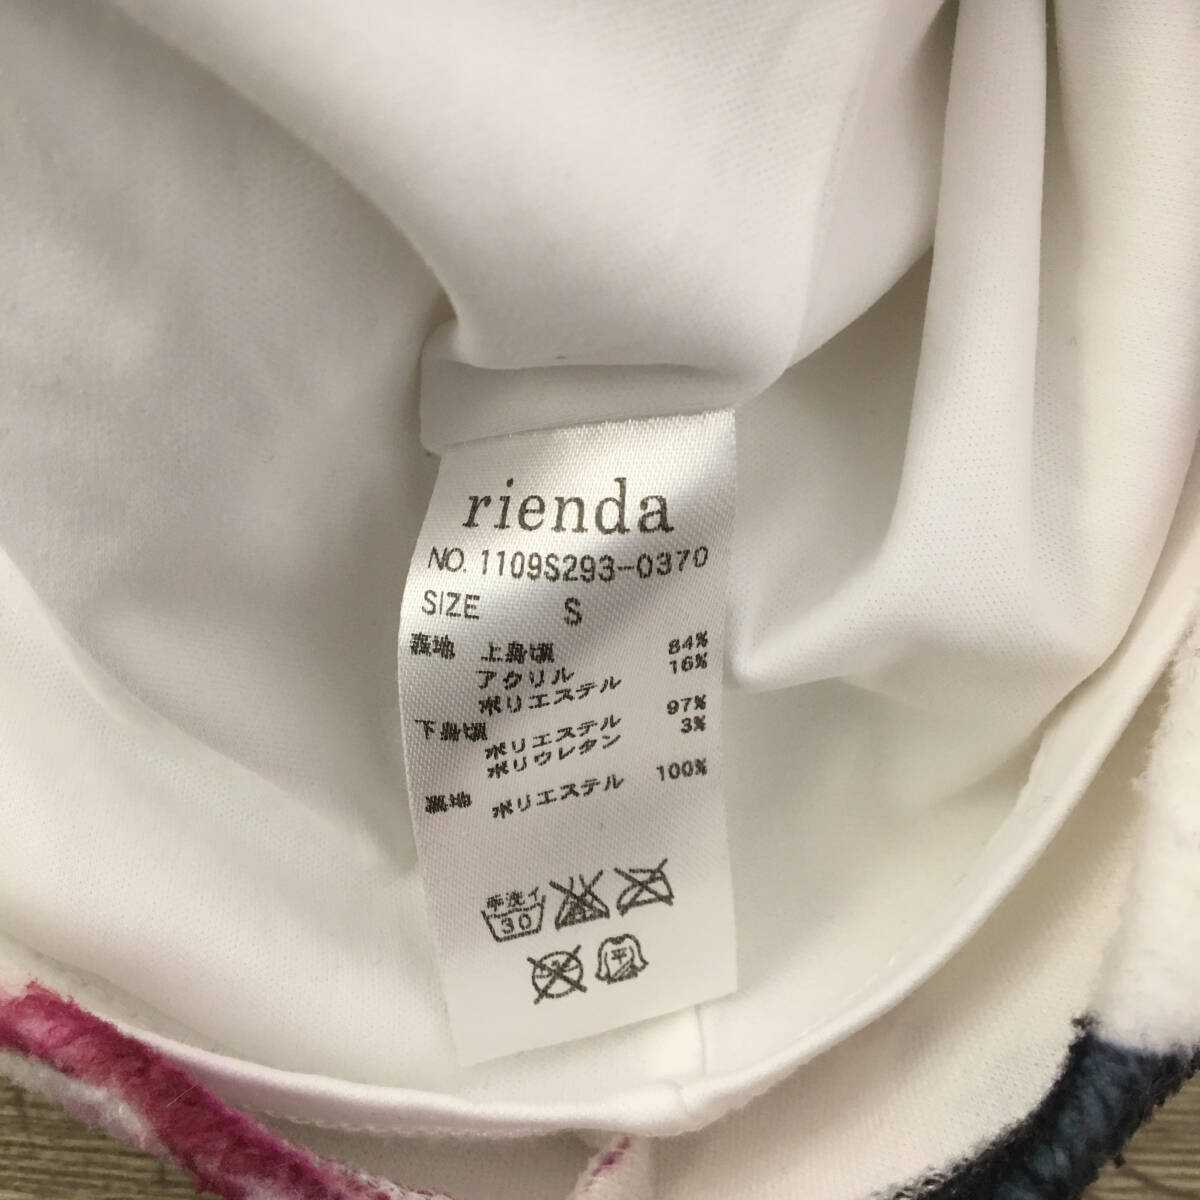 rienda
NO. 1109S293-0370
SIZE S
表地 上身頃
アクリル 84%
ポリエステル 16%
下身頃
ポリエステル 97%
ポリウレタン 3%
裏地 ポリエステル 100%
手洗イ
30
平